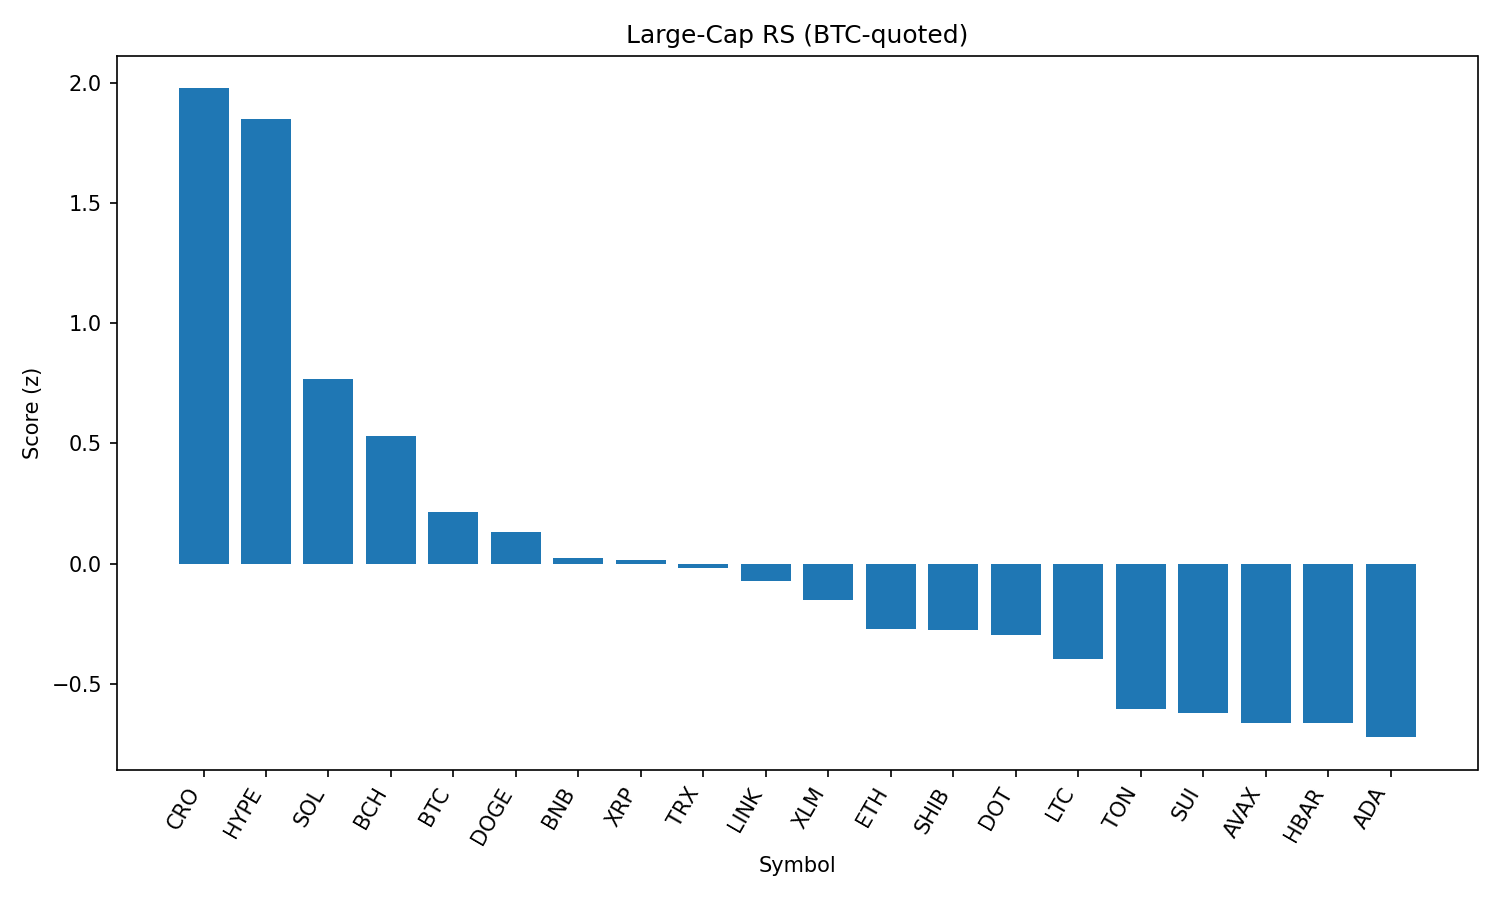 Large-Cap RS (BTC-quoted)
Score (z)
2.0
1.5
1.0
0.5
0.0
−0.5
CRO
HYPE
SOL
BCH
BTC
DOGE
BNB
XRP
TRX
LINK
XLM
ETH
SHIB
DOT
LTC
TON
SUI
AVAX
HBAR
ADA
Symbol